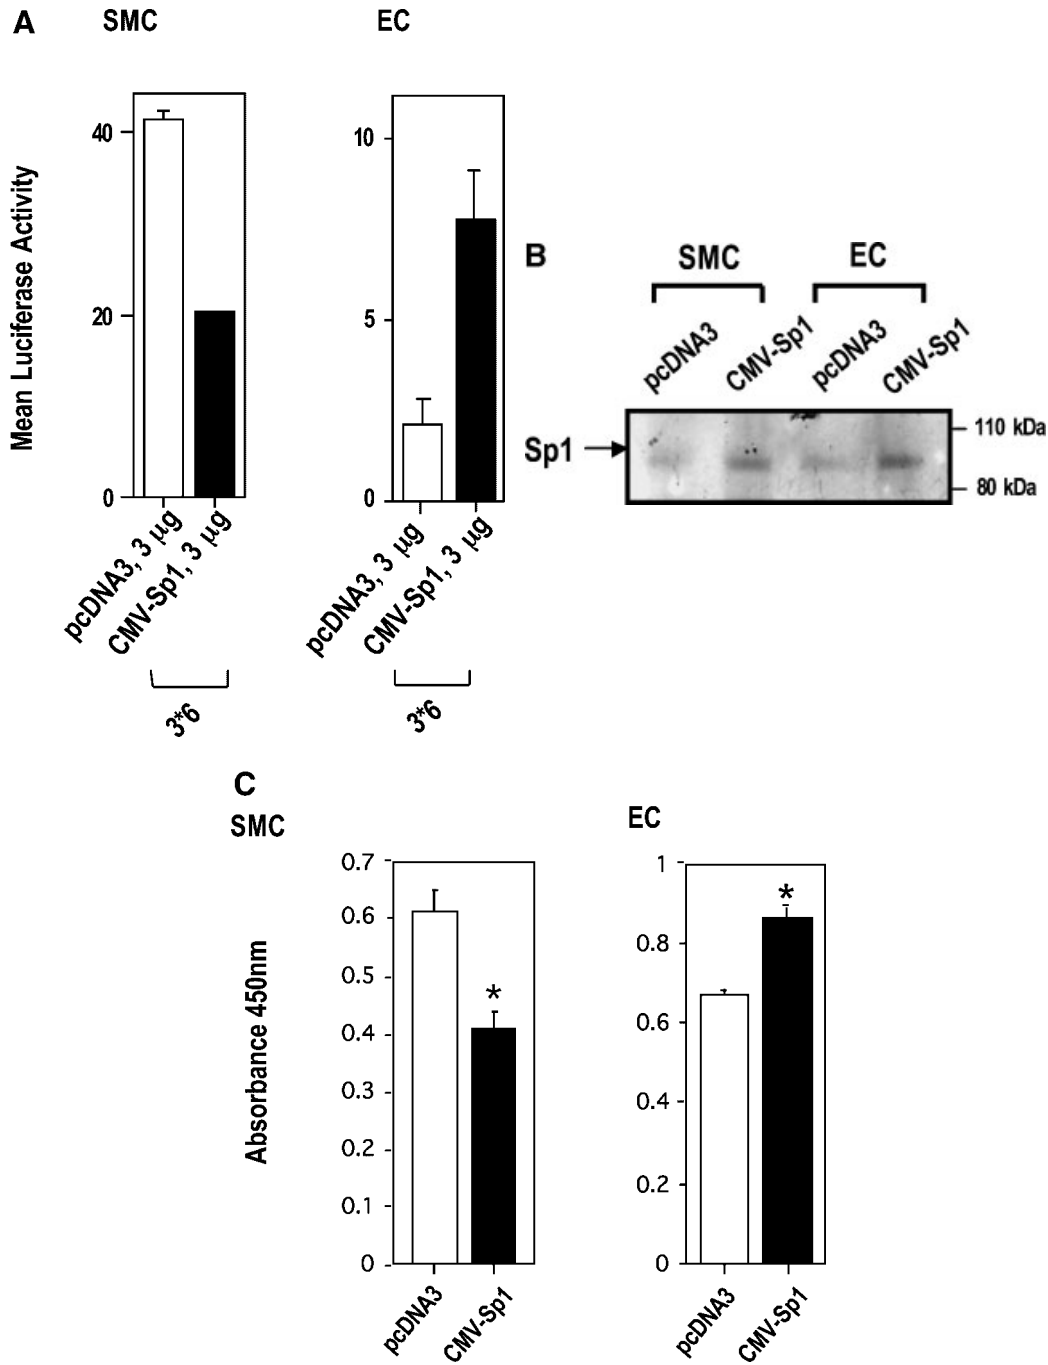 A
SMC
EC
Mean Luciferase Activity
40
20
0
10
5
0
pcDNA3, 3 μg
CMV-Sp1, 3 μg
pcDNA3, 3 μg
CMV-Sp1, 3 μg
3*6
3*6
B
SMC
EC
pcDNA3
CMV-Sp1
pcDNA3
CMV-Sp1
Sp1
110 kDa
80 kDa
C
SMC
EC
Absorbance 450nm
0.7
0.6
0.5
0.4
0.3
0.2
0.1
0
*
pcDNA3
CMV-Sp1
1
0.8
0.6
0.4
0.2
0
*
pcDNA3
CMV-Sp1